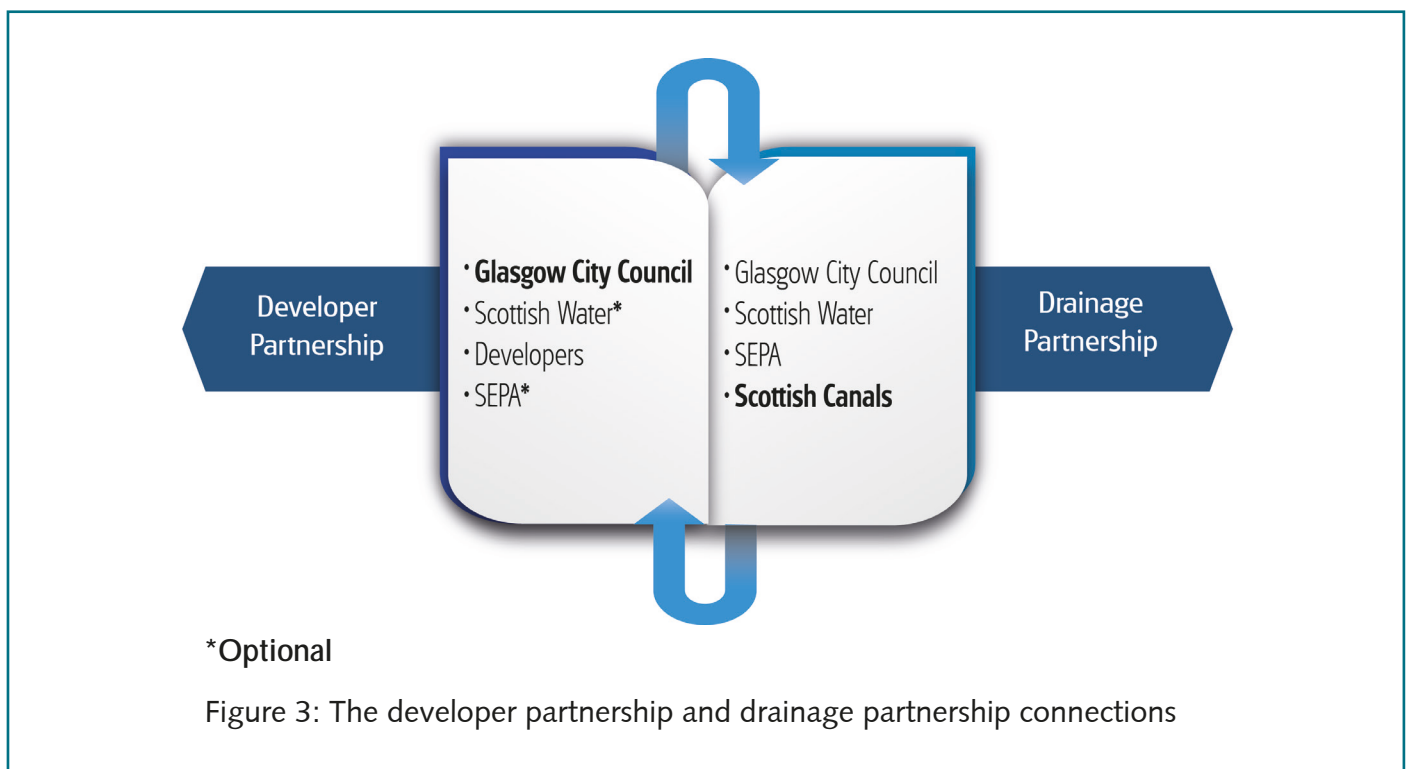 Developer
Partnership
· Glasgow City Council
· Scottish Water*
· Developers
· SEPA*
· Glasgow City Council
· Scottish Water
· SEPA
· Scottish Canals
Drainage
Partnership
*Optional
Figure 3: The developer partnership and drainage partnership connections